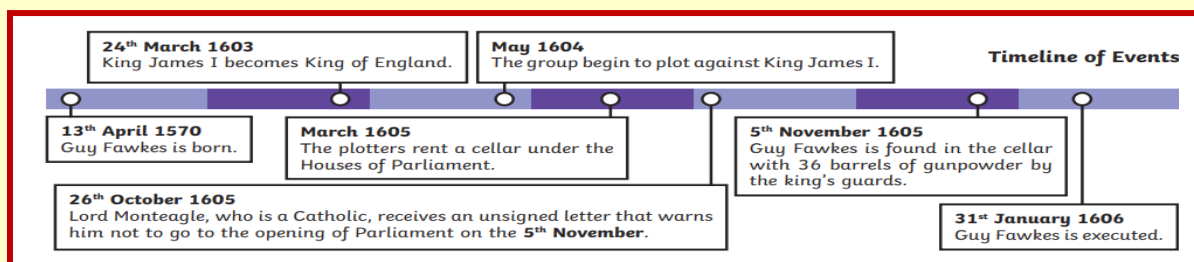 24th March 1603
King James I becomes King of England.
May 1604
The group begin to plot against King James I.
Timeline of Events
13th April 1570
Guy Fawkes is born.
March 1605
The plotters rent a cellar under the
Houses of Parliament.
5th November 1605
Guy Fawkes is found in the cellar
with 36 barrels of gunpowder by
the king's guards.
26th October 1605
Lord Monteagle, who is a Catholic, receives an unsigned letter that warns
him not to go to the opening of Parliament on the 5th November.
31st January 1606
Guy Fawkes is executed.